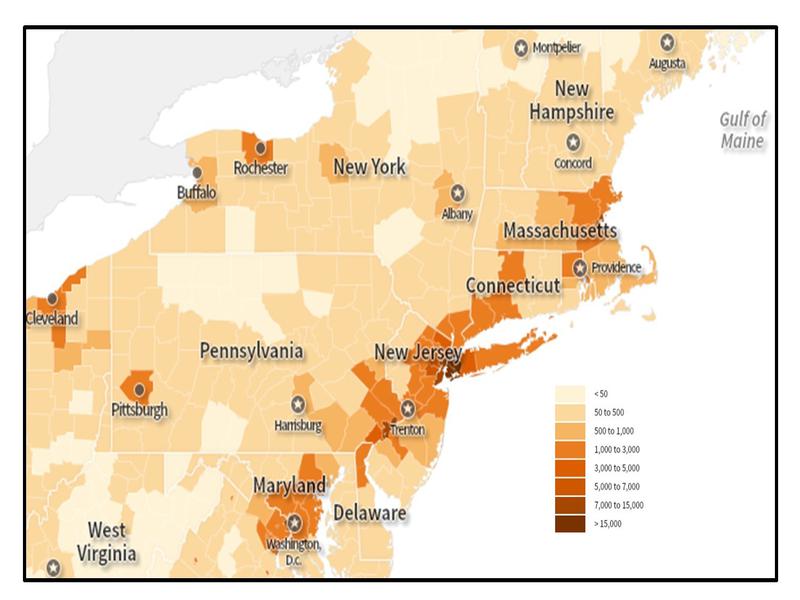 Montpelier
Augusta
New
Hampshire
Gulf of
Maine
Concord
Rochester
New York
Buffalo
Albany
Massachusetts
Providence
Connecticut
Cleveland
Pennsylvania
New Jersey
Pittsburgh
Harrisburg
Trenton
< 50
50 to 500
500 to 1,000
1,000 to 3,000
3,000 to 5,000
5,000 to 7,000
7,000 to 15,000
> 15,000
Maryland
Delaware
West
Virginia
Washington,
D.c.